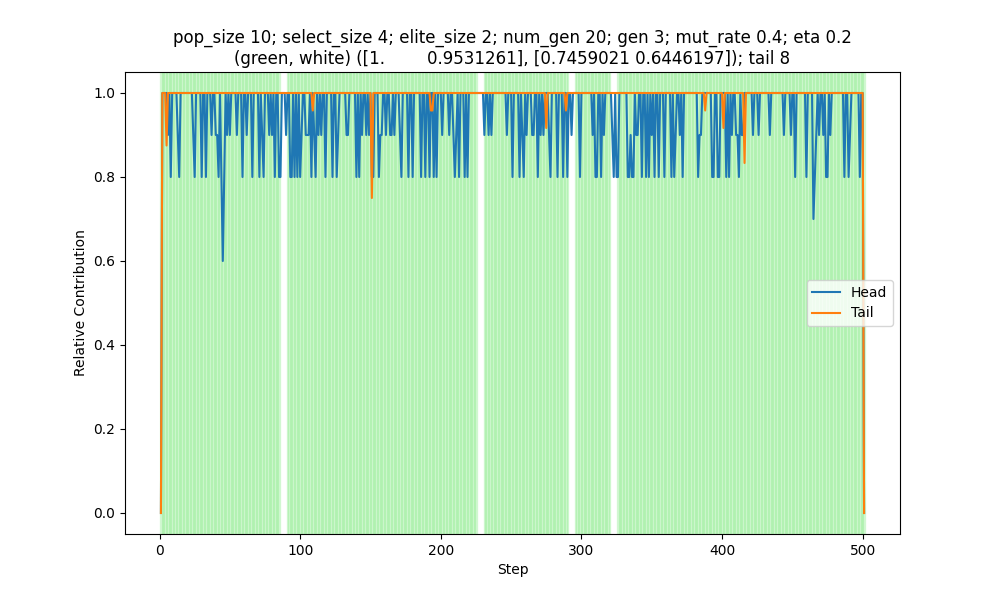 pop_size 10; select_size 4; elite_size 2; num_gen 20; gen 3; mut_rate 0.4; eta 0.2
(green, white) ([1. 0.9531261], [0.7459021 0.6446197]); tail 8
1.0
0.8
0.6
0.4
0.2
0.0
Relative Contribution
Head
Tail
0
100
200
300
400
500
Step